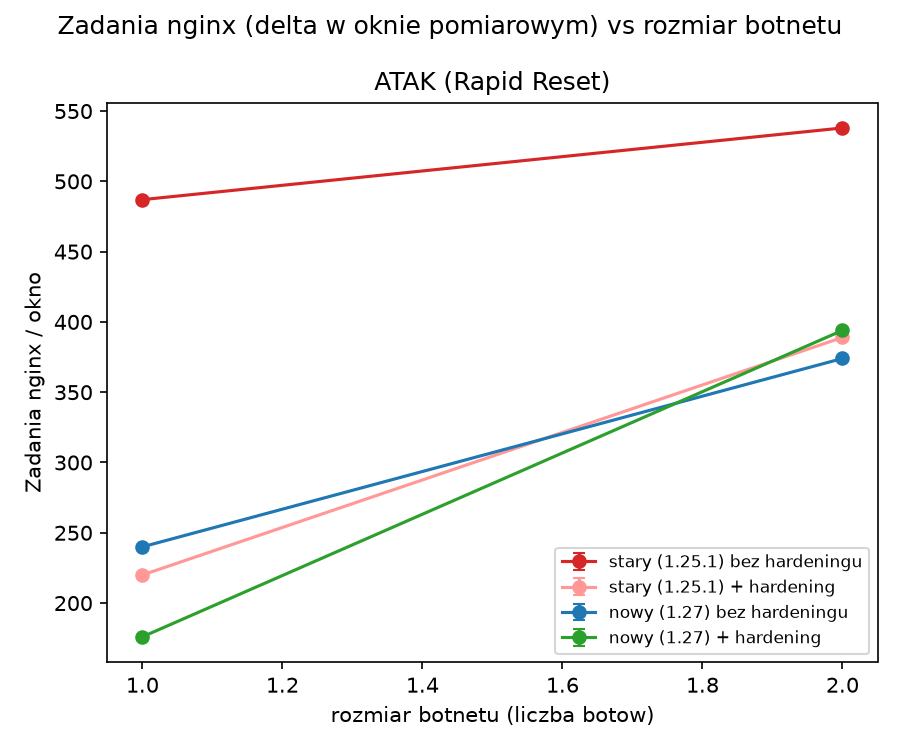 Zadania nginx (delta w oknie pomiarowym) vs rozmiar botnetu
ATAK (Rapid Reset)
Zadania nginx / okno
550
500
450
400
350
300
250
200
stary (1.25.1) bez hardeningu
stary (1.25.1) + hardening
nowy (1.27) bez hardeningu
nowy (1.27) + hardening
1.0
1.2
1.4
1.6
1.8
2.0
rozmiar botnetu (liczba botow)